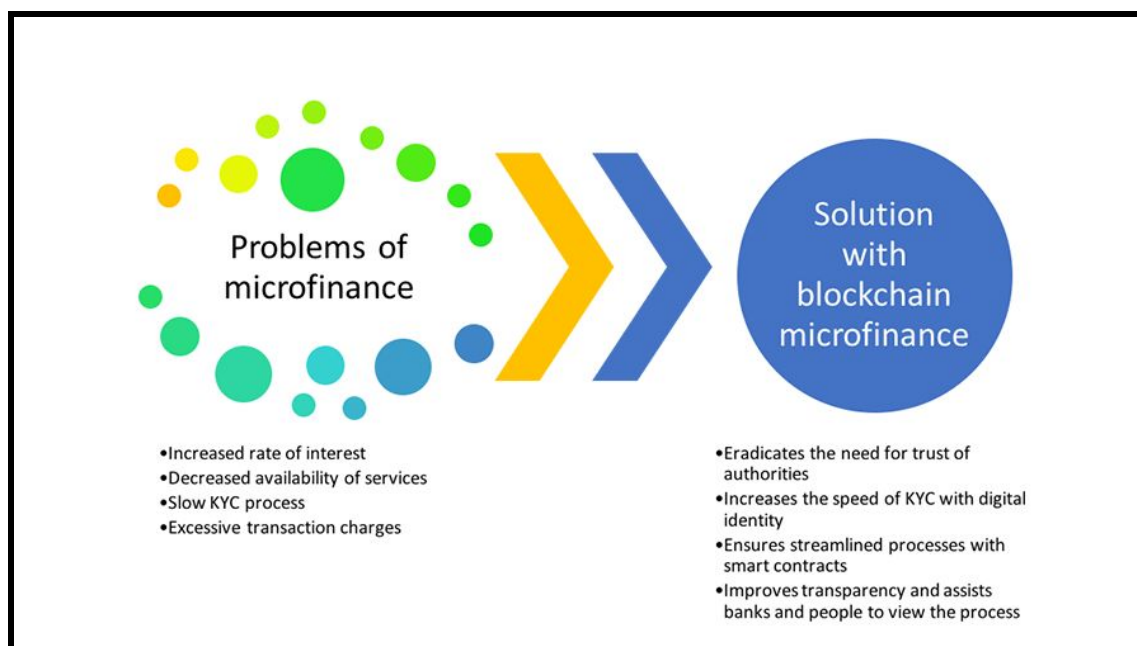 Problems of
microfinance
•Increased rate of interest
•Decreased availability of services
•Slow KYC process
•Excessive transaction charges
Solution
with
blockchain
microfinance
•Eradicates the need for trust of
authorities
•Increases the speed of KYC with digital
identity
•Ensures streamlined processes with
smart contracts
•Improves transparency and assists
banks and people to view the process